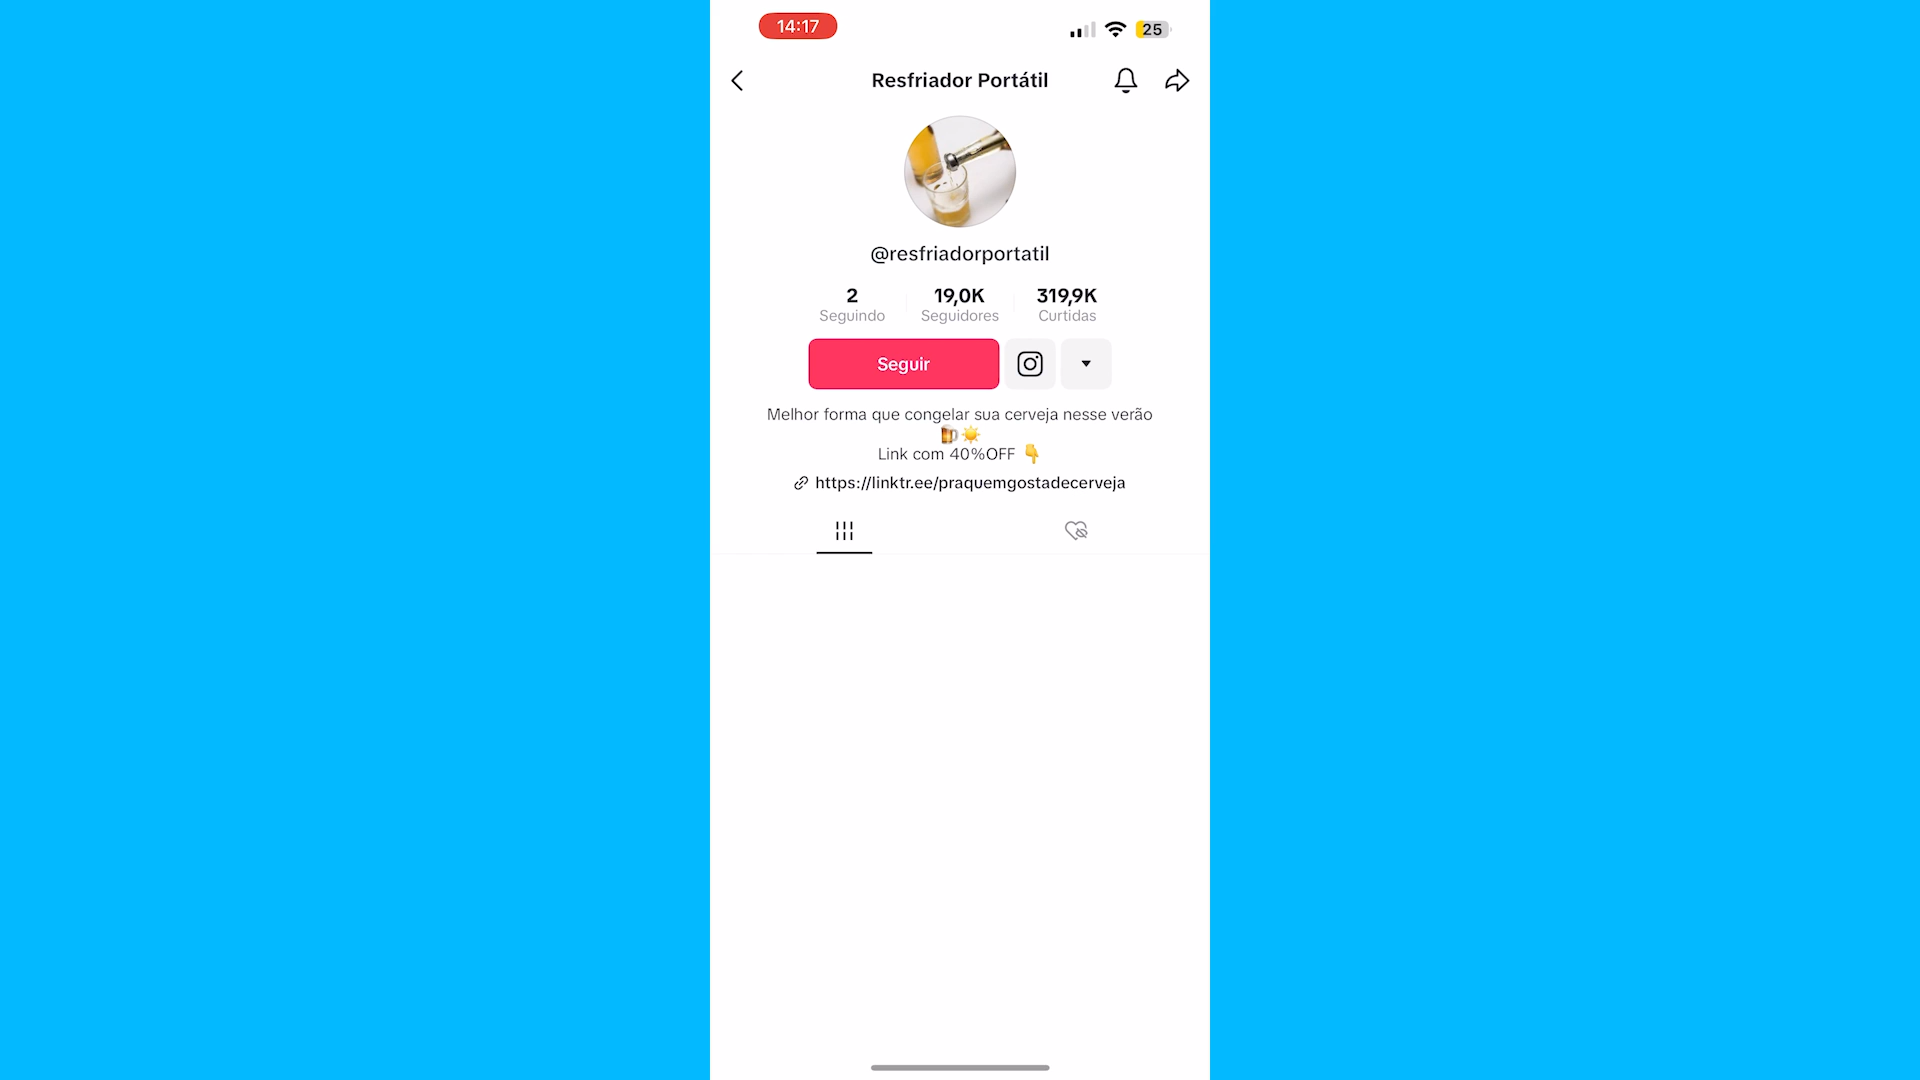 14:17
25
Resfriador Portátil
@resfriadorportatil
2 19,0K 319,9K
Seguindo Seguidores Curtidas
Seguir
Melhor forma que congelar sua cerveja nesse verão
🍺☀️
Link com 40%OFF 👇
https://linktr.ee/praquemgostadecerveja